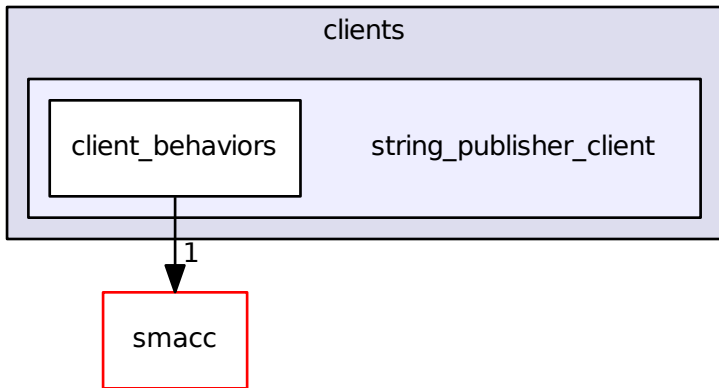 clients
client_behaviors
string_publisher_client
1
smacc